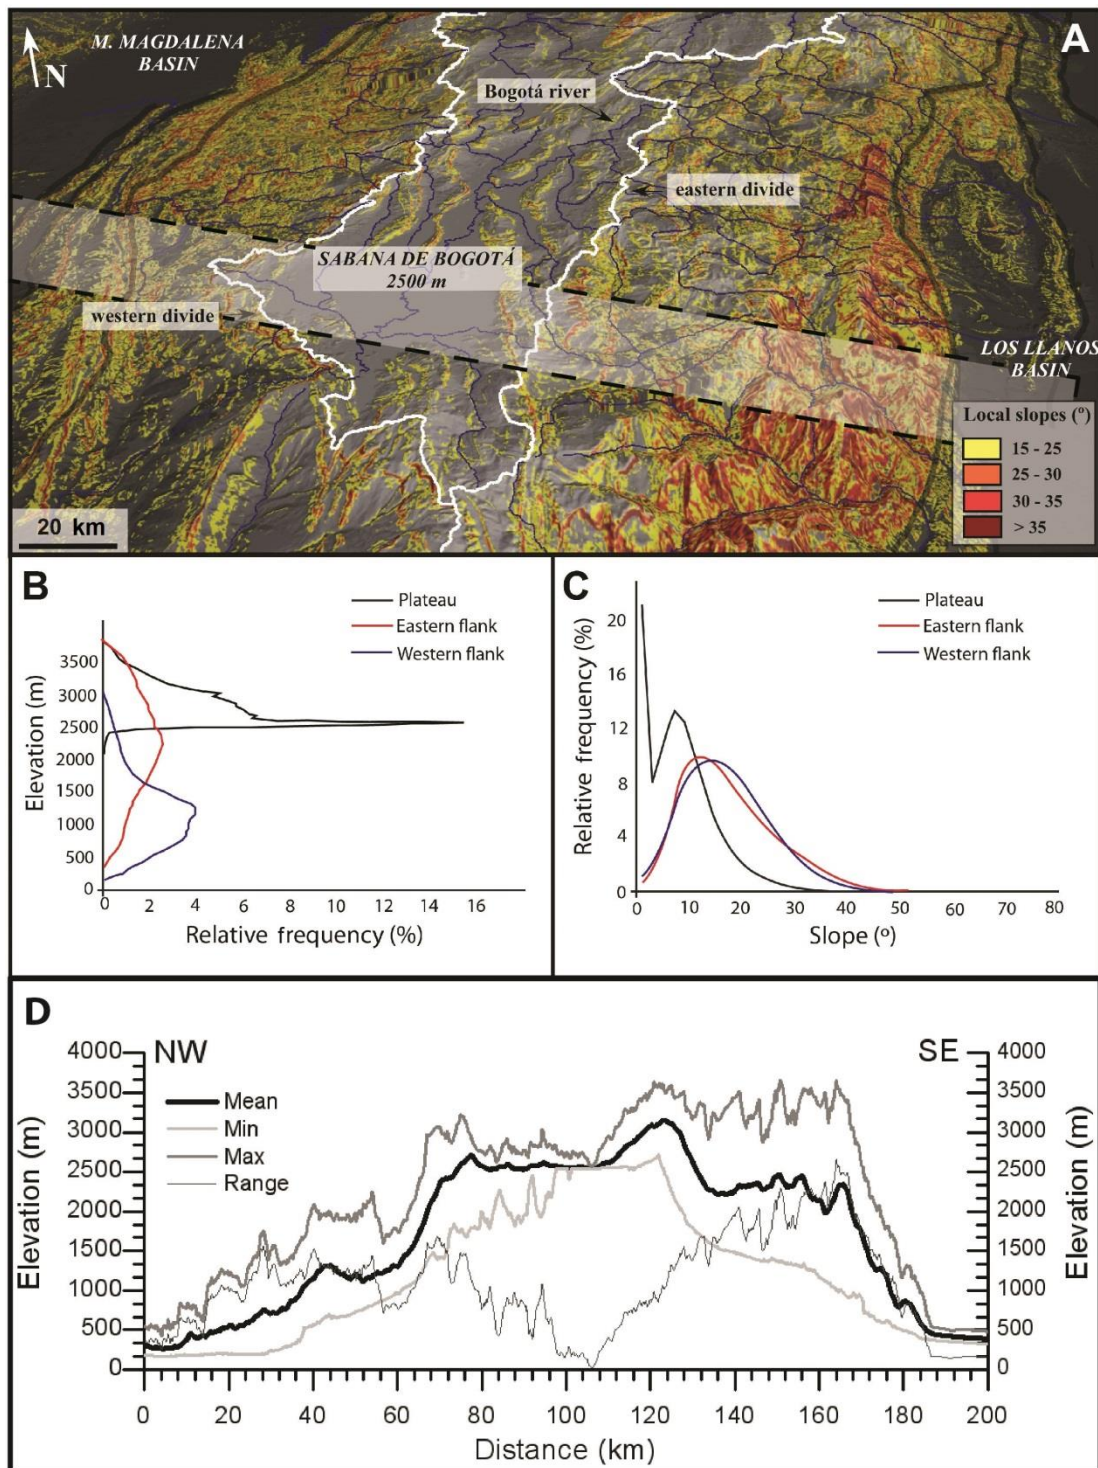 A
M. MAGDALENA
BASIN
N
Bogotá river
eastern divide
SABANA DE BOGOTÁ
2500 m
western divide
LOS LLANOS
BASIN
Local slopes (º)
15 - 25
25 - 30
30 - 35
> 35
20 km
B
Plateau
Eastern flank
Western flank
Elevation (m)
3500
3000
2500
2000
1500
1000
500
0
0 2 4 6 8 10 12 14 16
Relative frequency (%)
C
Plateau
Eastern flank
Western flank
Relative frequency (%)
20
16
12
8
4
0
0 10 20 30 40 50 60 70 80
Slope (º)
D
NW
SE
Mean
Min
Max
Range
Elevation (m)
4000
3500
3000
2500
2000
1500
1000
500
0
4000
3500
3000
2500
2000
1500
1000
500
0
Elevation (m)
0 20 40 60 80 100 120 140 160 180 200
Distance (km)